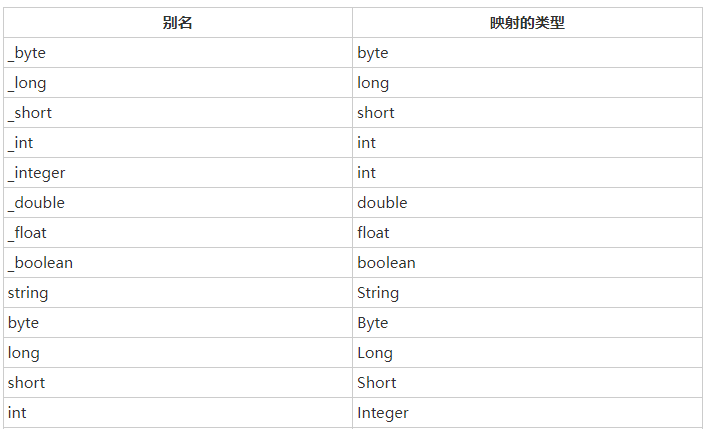 别名 映射的类型
_byte byte
_long long
_short short
_int int
_integer int
_double double
_float float
_boolean boolean
string String
byte Byte
long Long
short Short
int Integer